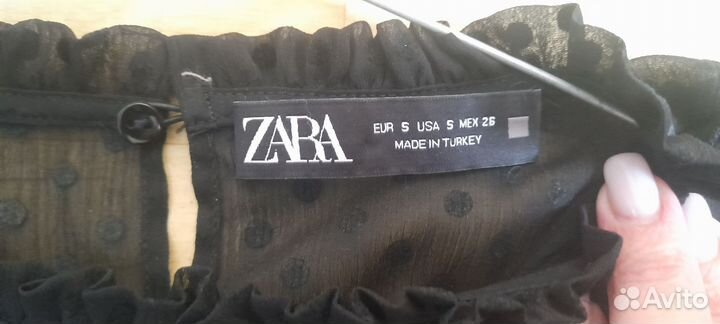 ZARA
EUR S USA S MEX 26
MADE IN TURKEY
Avito